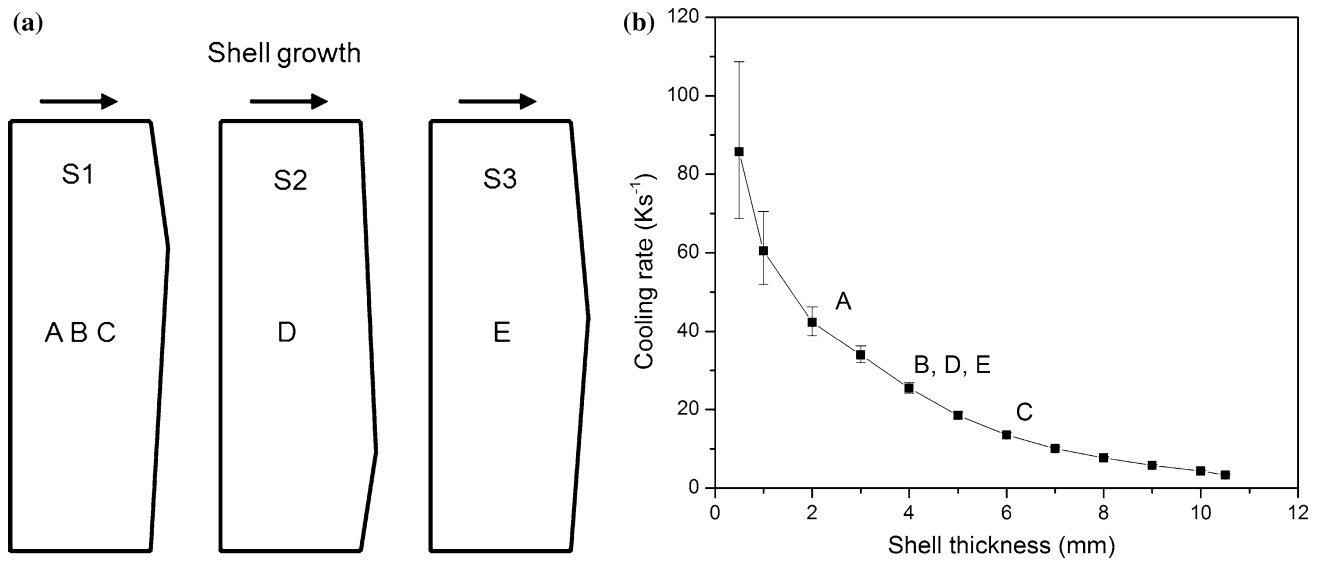 (a)
Shell growth
S1
S2
S3
A B C
D
E
(b)
120
100
80
60
40
20
0
Cooling rate (Ks⁻¹)
A
B, D, E
C
0
2
4
6
8
10
12
Shell thickness (mm)